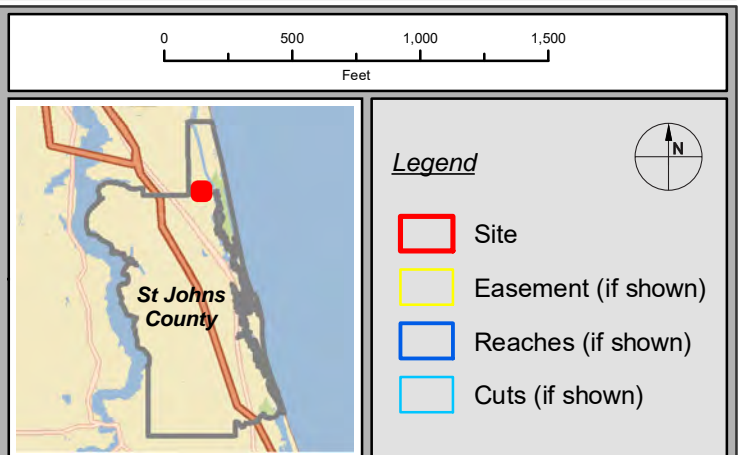 0 500 1,000 1,500
Feet
St Johns
County
Legend
N
Site
Easement (if shown)
Reaches (if shown)
Cuts (if shown)